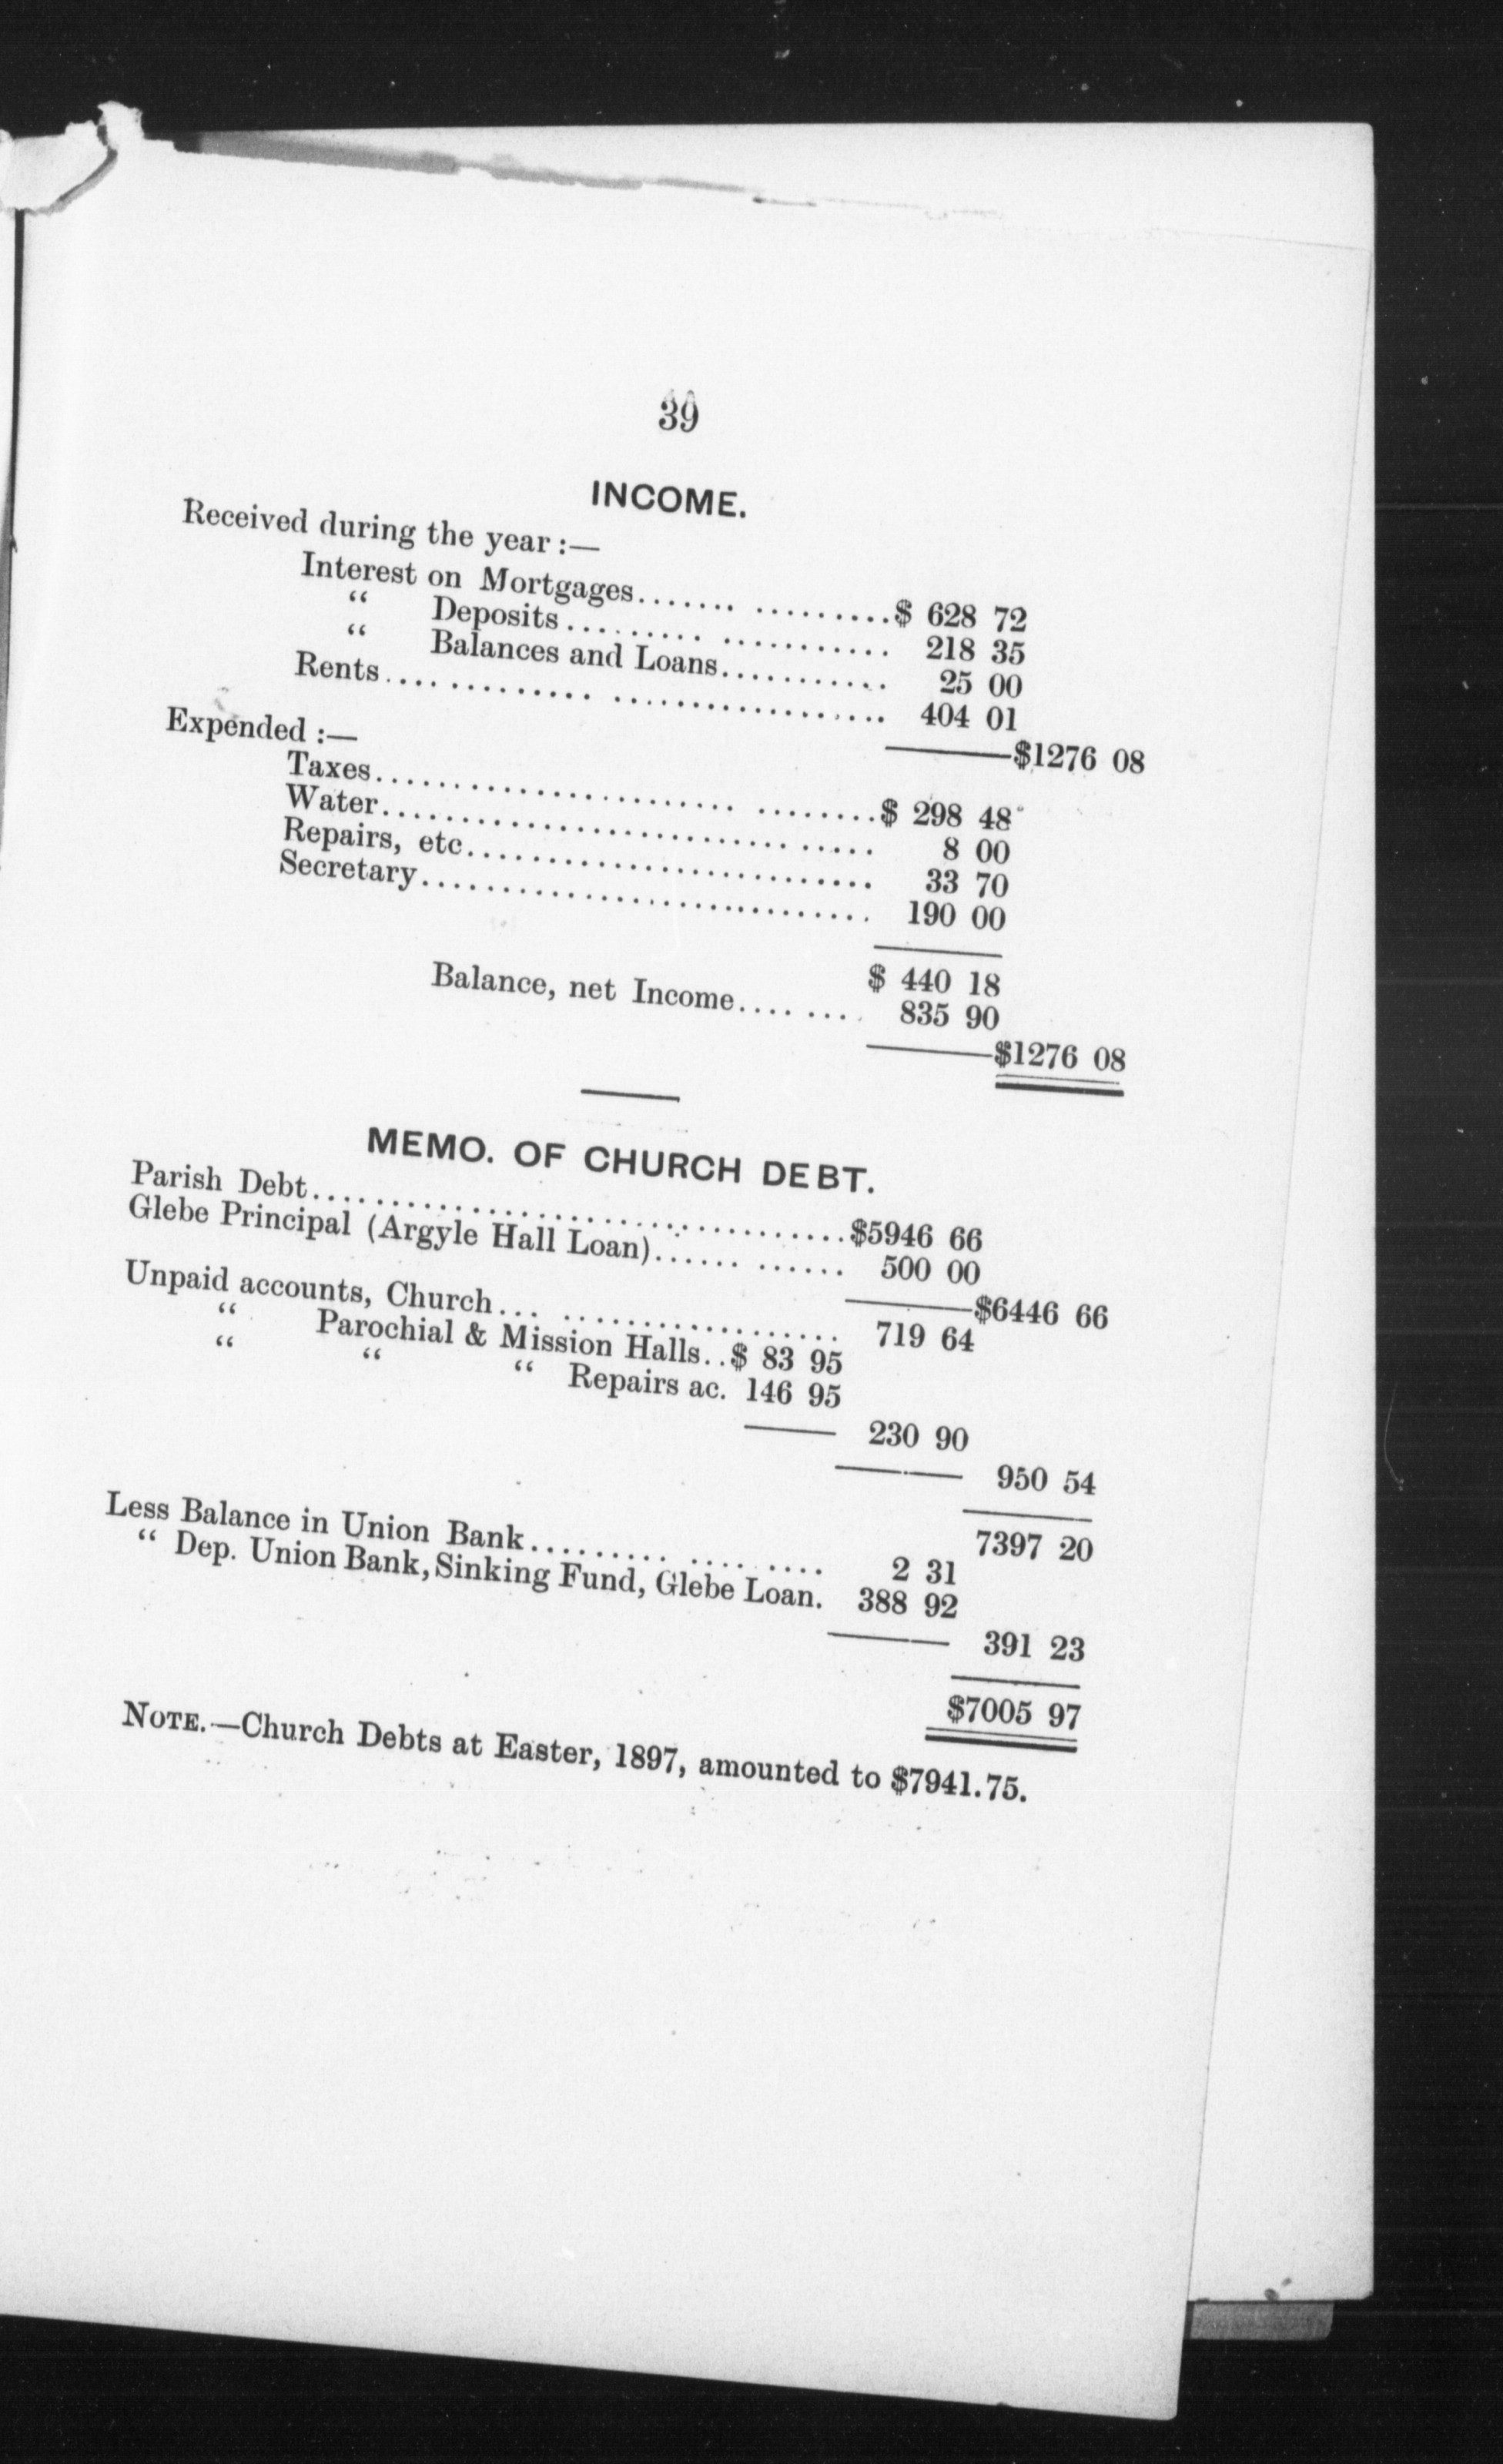 39
INCOME.
Received during the year :—
Interest on Mortgages....... .........$ 628 72
“ Deposits......... ........... 218 35
“ Balances and Loans........... 25 00
Rents............. ................. 404 01
$1276 08
Expended :—
Taxes...................... ........$ 298 48
Water......................... ..... 8 00
Repairs, etc......................... 33 70
Secretary............................ 190 00
$ 440 18
Balance, net Income.... .... 835 90
$1276 08
MEMO. OF CHURCH DEBT.
Parish Debt.................................$5946 66
Glebe Principal (Argyle Hall Loan)...... ...... 500 00
$6446 66
Unpaid accounts, Church... ................. 719 64
“ Parochial & Mission Halls..$ 83 95
“ “ “ Repairs ac. 146 95
230 90
950 54
7397 20
Less Balance in Union Bank......... .... .... 2 31
“ Dep. Union Bank, Sinking Fund, Glebe Loan. 388 92
391 23
$7005 97
NOTE.—Church Debts at Easter, 1897, amounted to $7941.75.